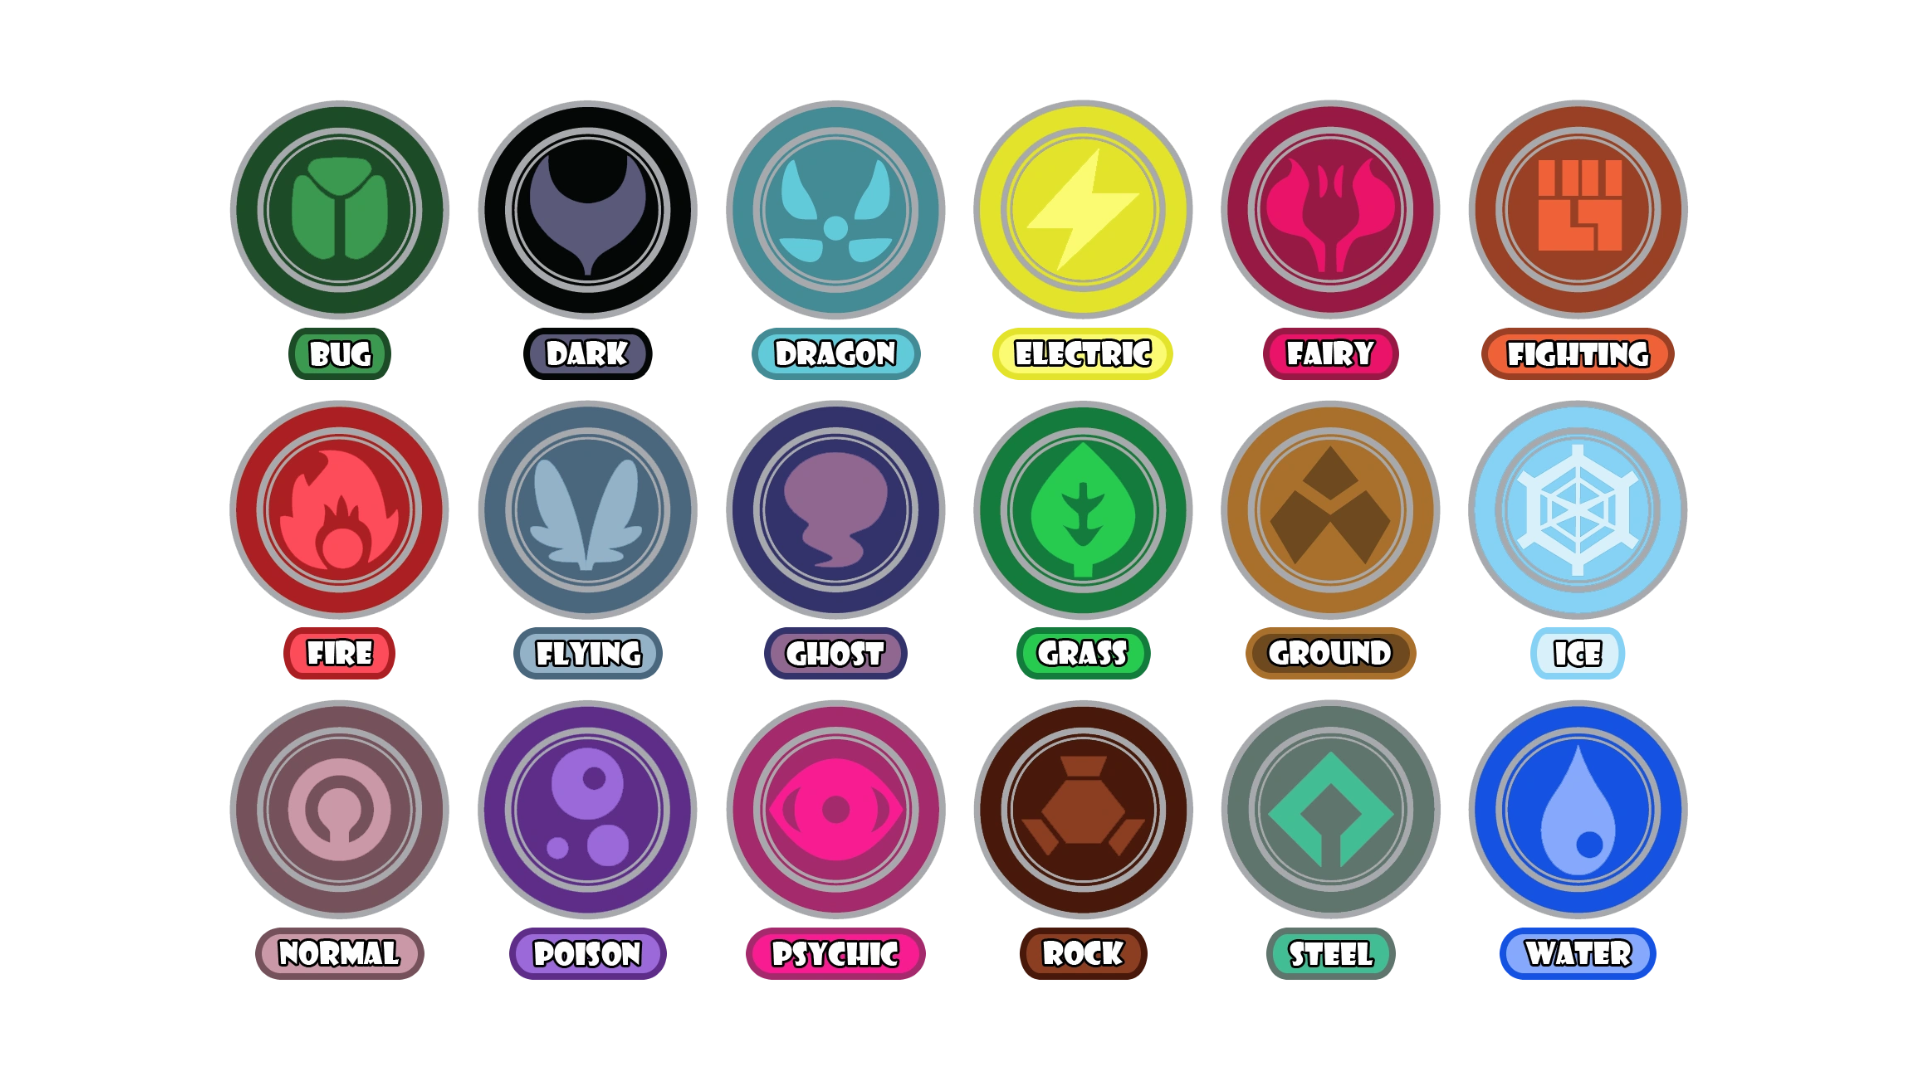 BUG
DARK
DRAGON
ELECTRIC
FAIRY
FIGHTING
FIRE
FLYING
GHOST
GRASS
GROUND
ICE
NORMAL
POISON
PSYCHIC
ROCK
STEEL
WATER